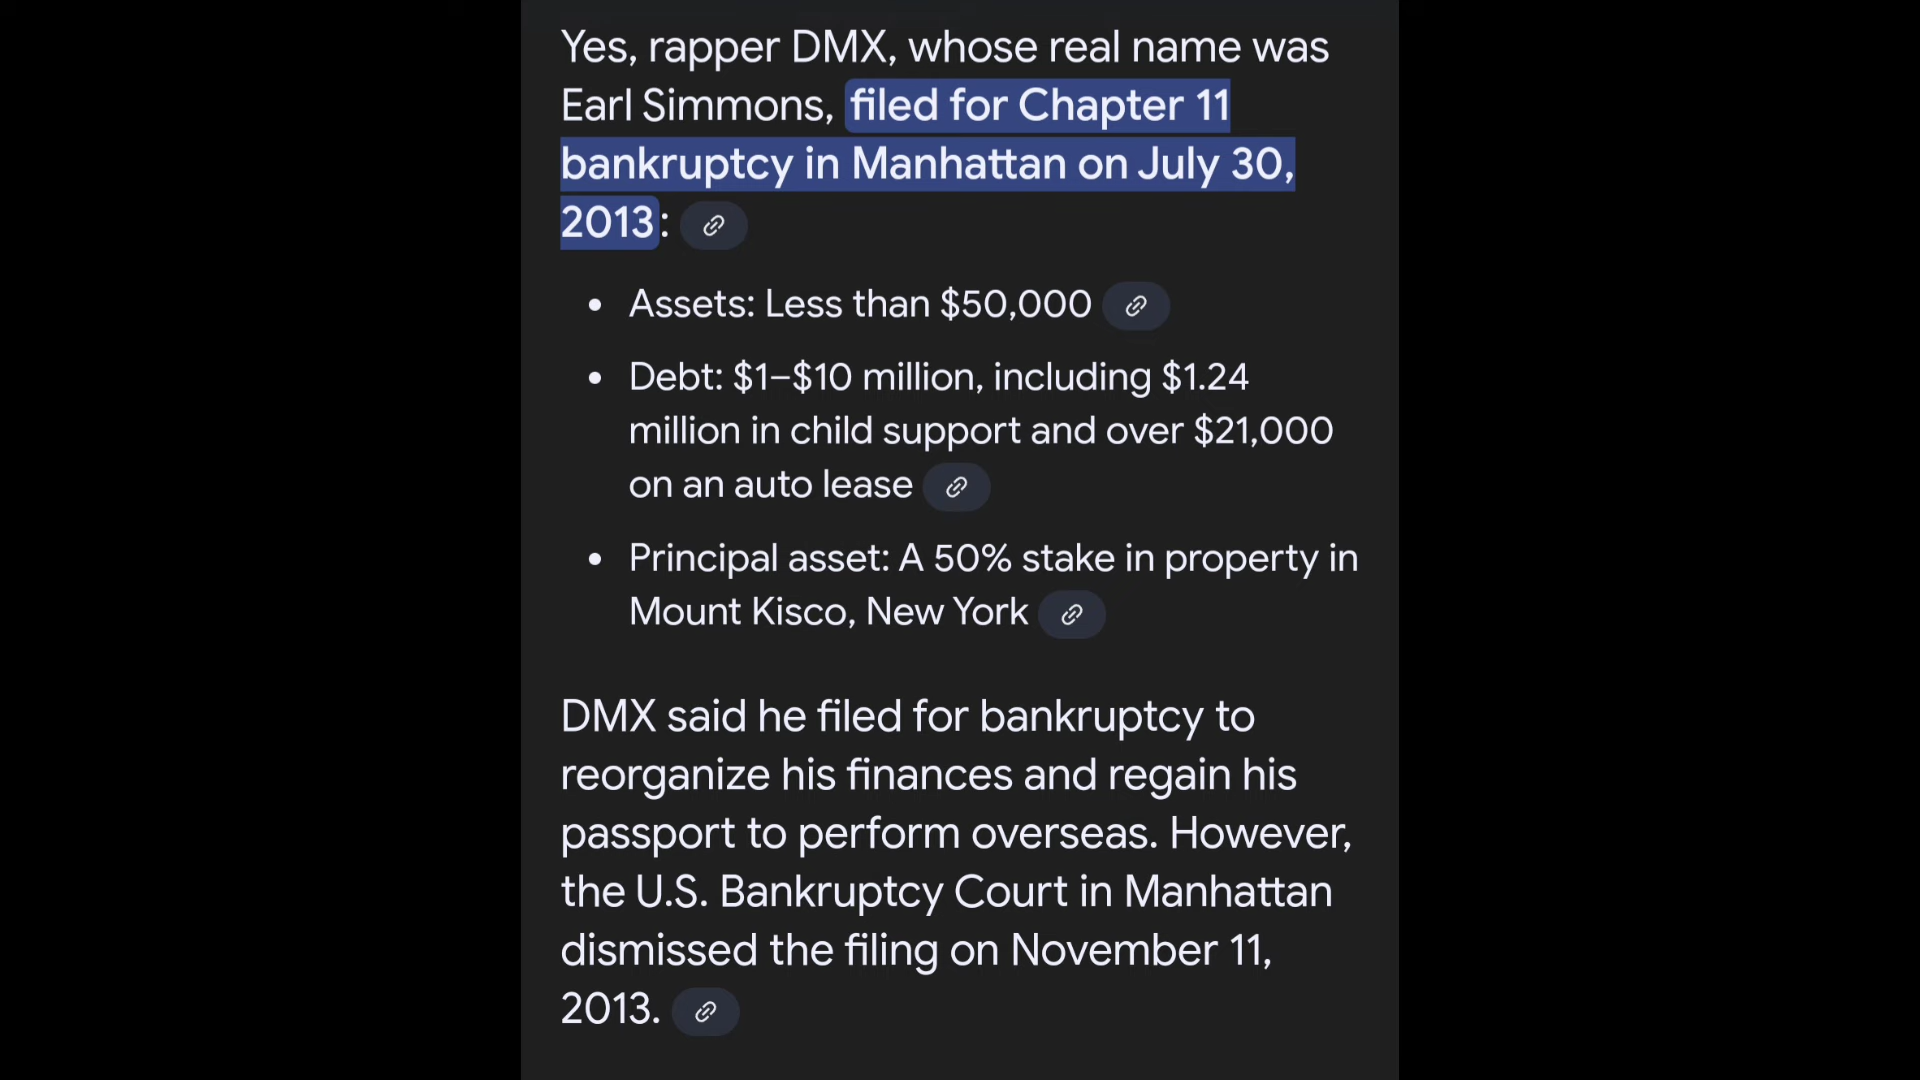 Yes, rapper DMX, whose real name was
Earl Simmons, filed for Chapter 11
bankruptcy in Manhattan on July 30,
2013:
• Assets: Less than $50,000
• Debt: $1–$10 million, including $1.24
million in child support and over $21,000
on an auto lease
• Principal asset: A 50% stake in property in
Mount Kisco, New York
DMX said he filed for bankruptcy to
reorganize his finances and regain his
passport to perform overseas. However,
the U.S. Bankruptcy Court in Manhattan
dismissed the filing on November 11,
2013.